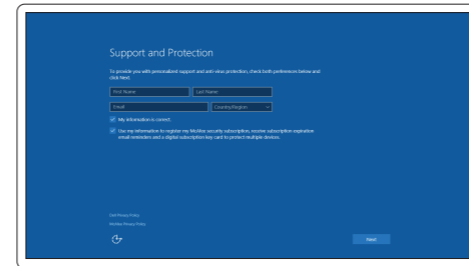 Support and Protection
To provide you with personalized support and anti-virus protection, check both preferences below and
click Next.
First Name
Last Name
Email
Country/Region
My information is correct.
Use my information to register my McAfee security subscription, receive subscription expiration
email reminders and a digital subscription key card to protect multiple devices.
Dell Privacy Policy
McAfee Privacy Policy
Next